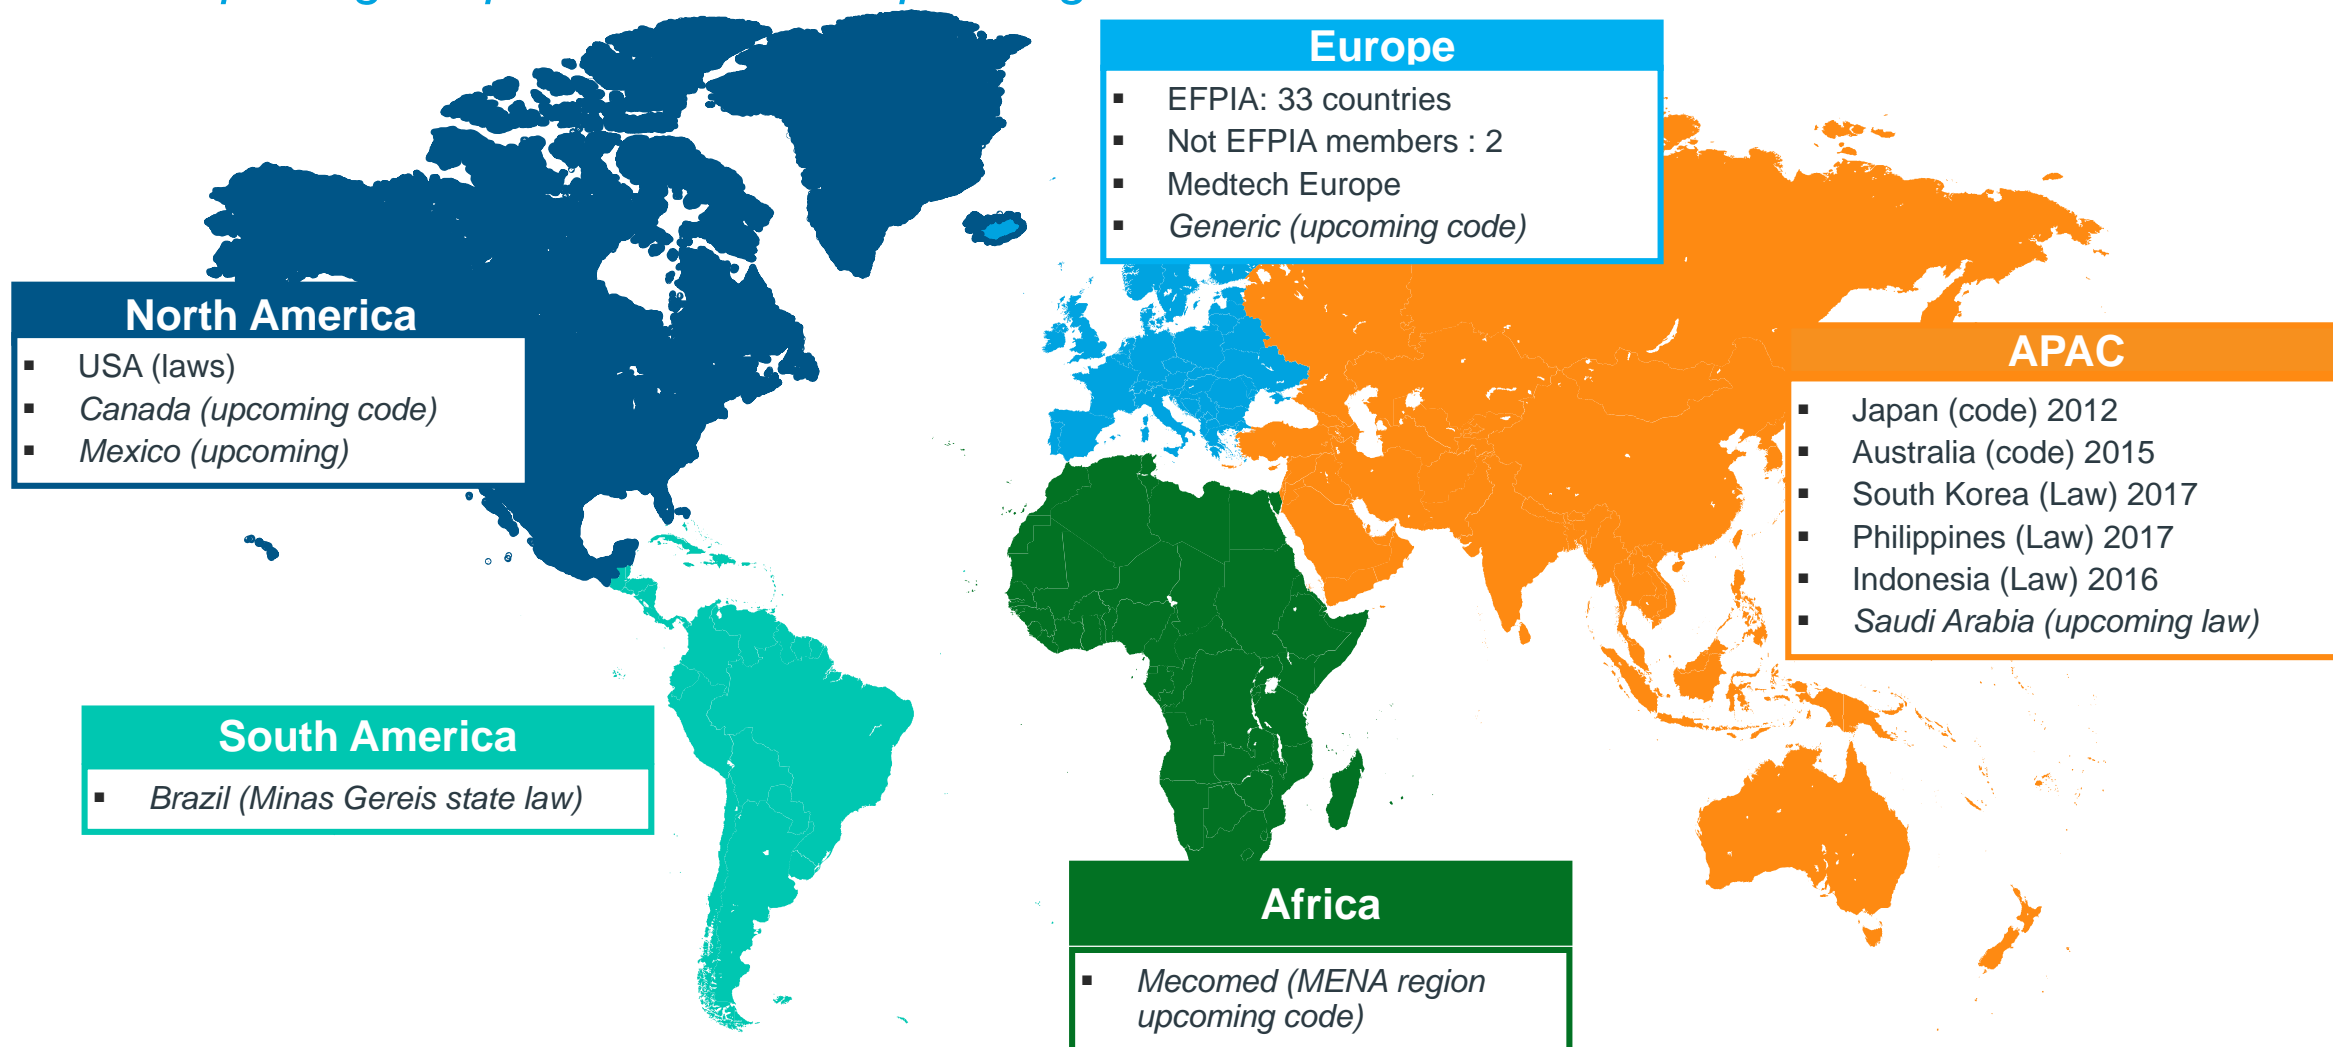 Europe
▪ EFPIA: 33 countries
▪ Not EFPIA members : 2
▪ Medtech Europe
▪ Generic (upcoming code)
North America
▪ USA (laws)
▪ Canada (upcoming code)
▪ Mexico (upcoming)
APAC
▪ Japan (code) 2012
▪ Australia (code) 2015
▪ South Korea (Law) 2017
▪ Philippines (Law) 2017
▪ Indonesia (Law) 2016
▪ Saudi Arabia (upcoming law)
South America
▪ Brazil (Minas Gereis state law)
Africa
▪ Mecomed (MENA region
upcoming code)